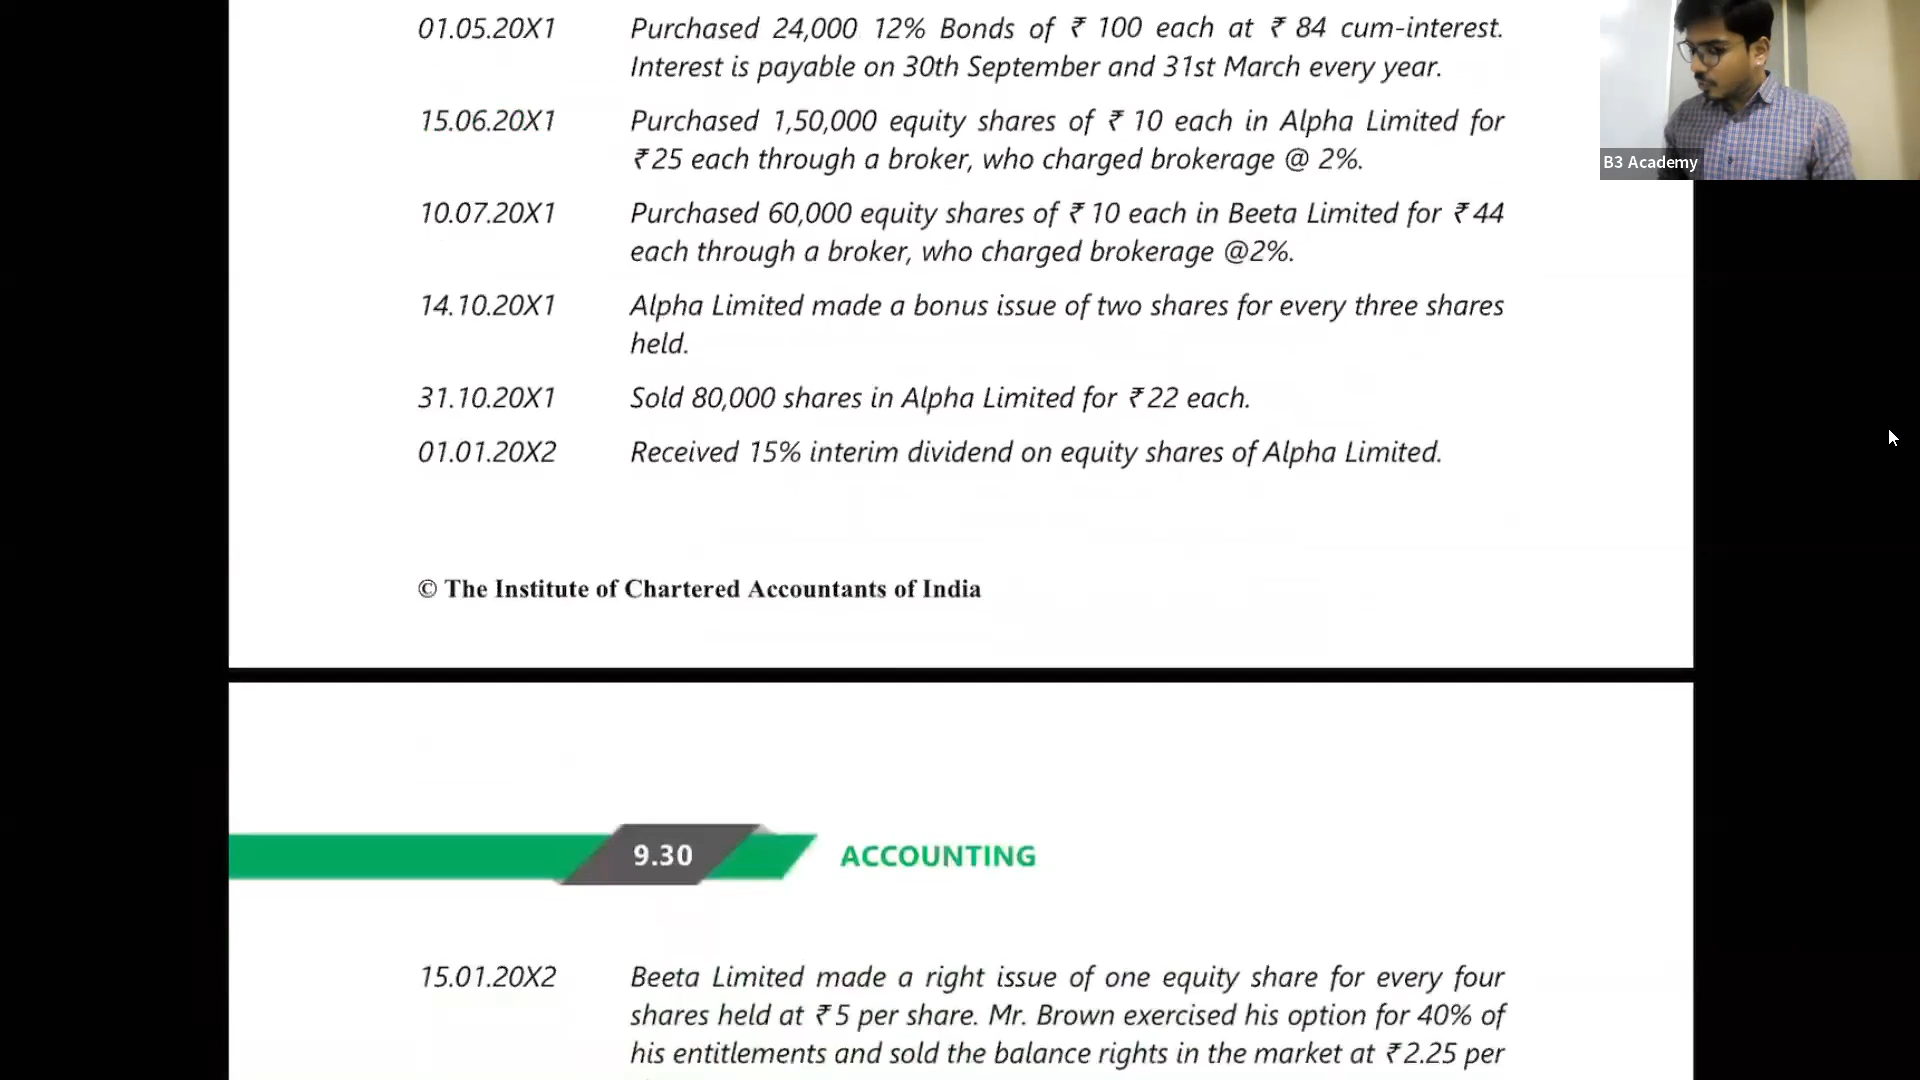 01.05.20X1 Purchased 24,000 12% Bonds of ₹ 100 each at ₹ 84 cum-interest.
Interest is payable on 30th September and 31st March every year.
15.06.20X1 Purchased 1,50,000 equity shares of ₹ 10 each in Alpha Limited for
₹ 25 each through a broker, who charged brokerage @ 2%.
10.07.20X1 Purchased 60,000 equity shares of ₹ 10 each in Beeta Limited for ₹ 44
each through a broker, who charged brokerage @2%.
14.10.20X1 Alpha Limited made a bonus issue of two shares for every three shares
held.
31.10.20X1 Sold 80,000 shares in Alpha Limited for ₹ 22 each.
01.01.20X2 Received 15% interim dividend on equity shares of Alpha Limited.
© The Institute of Chartered Accountants of India
9.30 ACCOUNTING
15.01.20X2 Beeta Limited made a right issue of one equity share for every four
shares held at ₹ 5 per share. Mr. Brown exercised his option for 40% of
his entitlements and sold the balance rights in the market at ₹ 2.25 per
B3 Academy